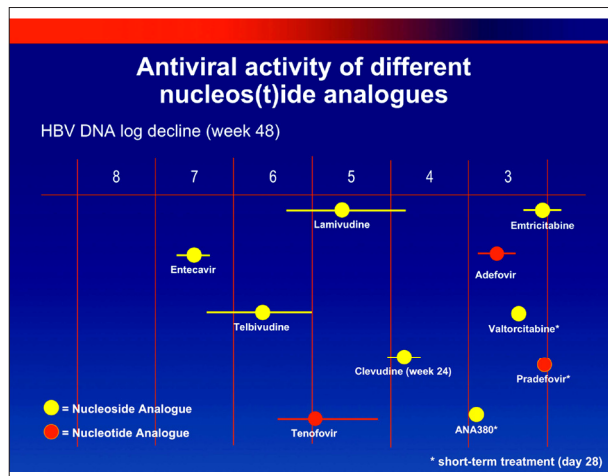 Antiviral activity of different
nucleos(t)ide analogues
HBV DNA log decline (week 48)
8 7 6 5 4 3
Lamivudine
Emtricitabine
Entecavir
Adefovir
Telbivudine
Valtorcitabine*
Clevudine (week 24)
Pradefovir*
= Nucleoside Analogue
= Nucleotide Analogue
Tenofovir
ANA380*
* short-term treatment (day 28)